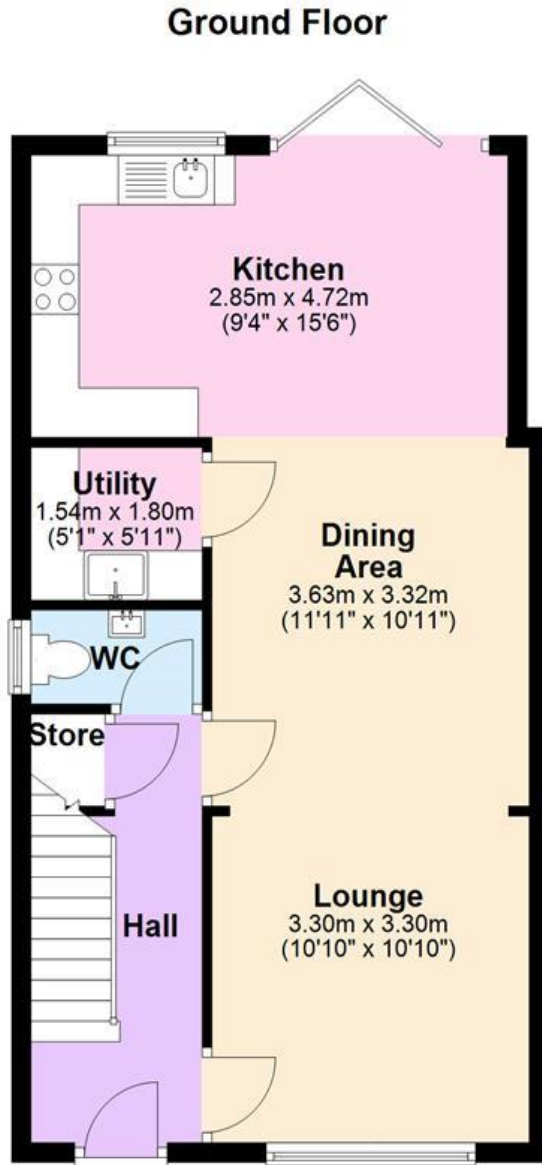 Ground Floor
Kitchen
2.85m x 4.72m
(9'4" x 15'6")
Utility
1.54m x 1.80m
(5'1" x 5'11")
Dining
Area
3.63m x 3.32m
(11'11" x 10'11")
WC
Store
Lounge
3.30m x 3.30m
(10'10" x 10'10")
Hall